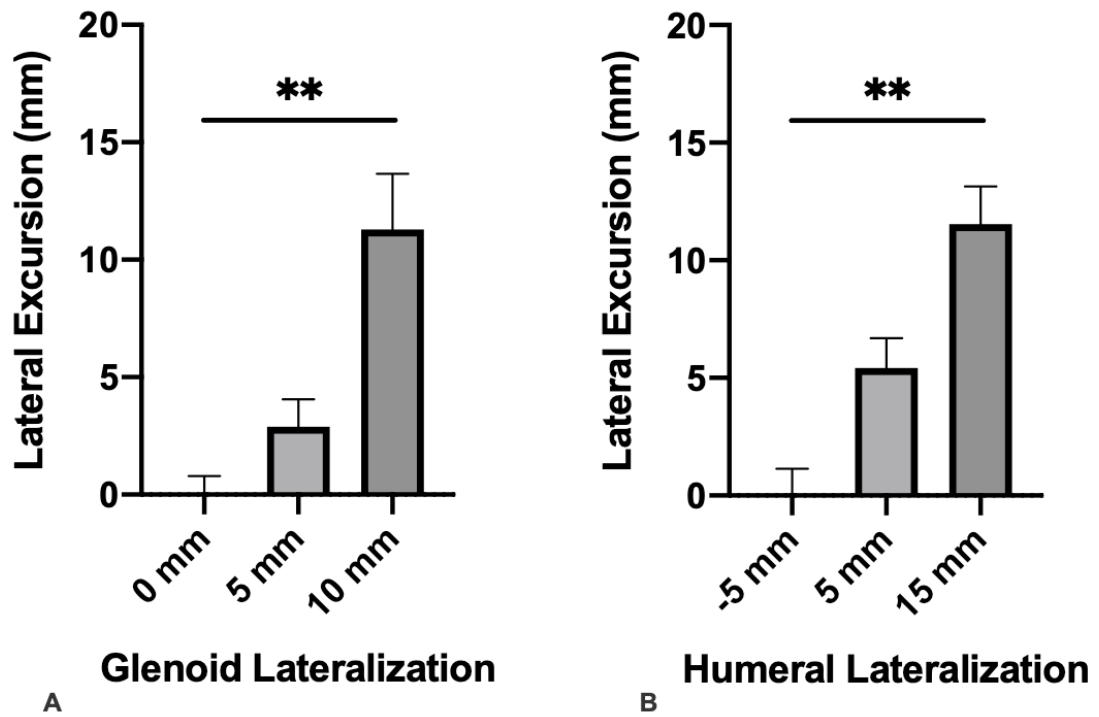 Lateral Excursion (mm)
20
15
10
5
0
**
0 mm
5 mm
10 mm
Glenoid Lateralization
A
Lateral Excursion (mm)
20
15
10
5
0
**
-5 mm
5 mm
15 mm
Humeral Lateralization
B